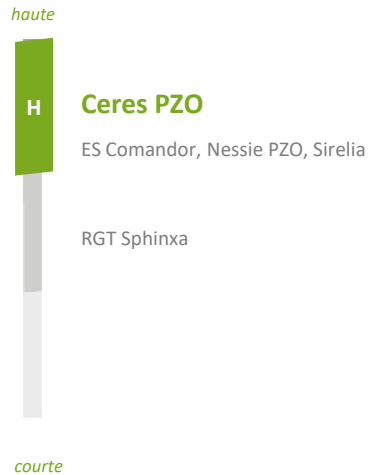 haute
H
Ceres PZO
ES Comandor, Nessie PZO, Sirelia
RGT Sphinxa
courte